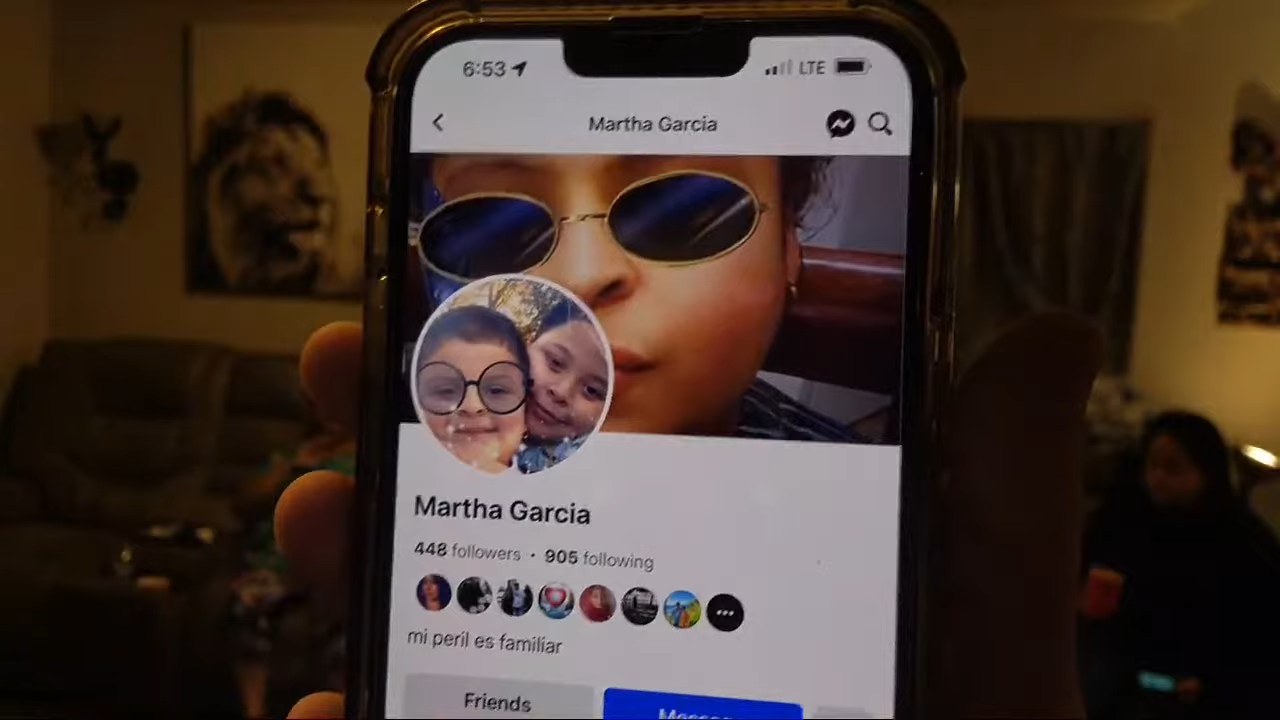 6:53 LTE
Martha Garcia
Martha Garcia
448 followers · 905 following
mi peril es familiar
Friends